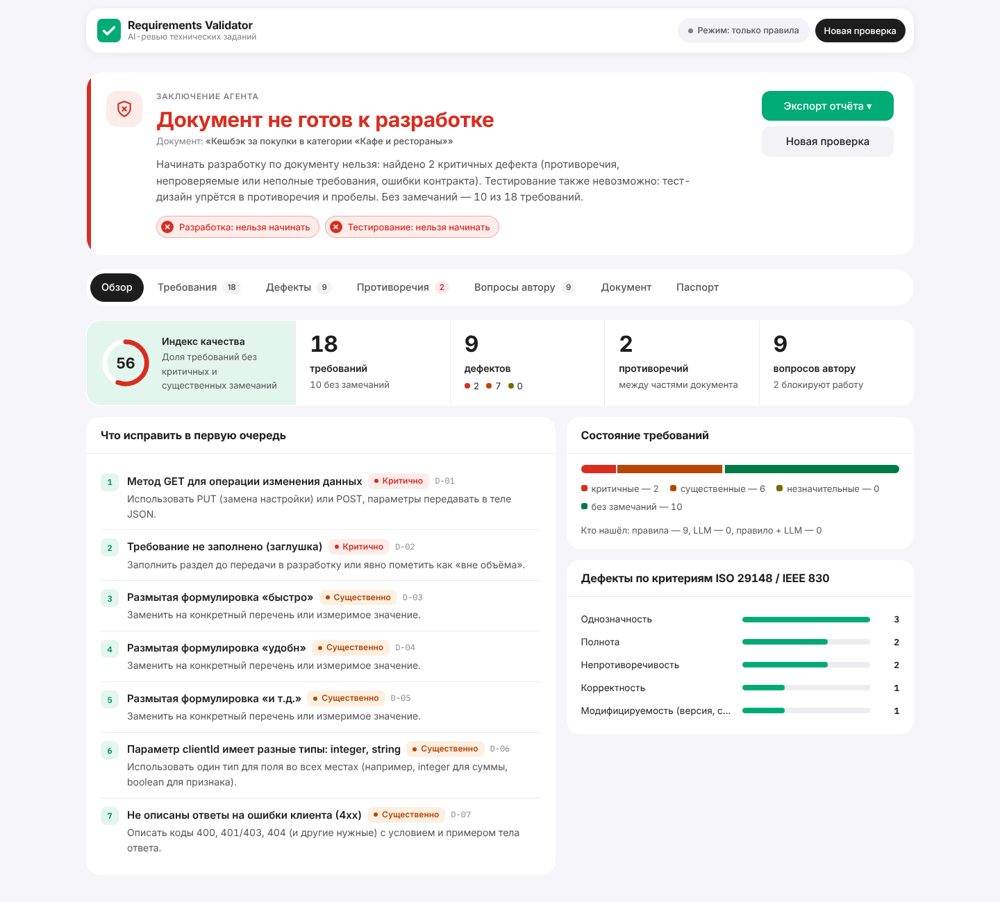 Requirements Validator
AI-ревью технических заданий
Режим: только правила
Новая проверка
ЗАКЛЮЧЕНИЕ АГЕНТА
Документ не готов к разработке
Документ: «Кешбэк за покупки в категории «Кафе и рестораны»»
Начинать разработку по документу нельзя: найдено 2 критичных дефекта (противоречия,
непроверяемые или неполные требования, ошибки контракта). Тестирование также невозможно: тест-
дизайн упрётся в противоречия и пробелы. Без замечаний — 10 из 18 требований.
Разработка: нельзя начинать
Тестирование: нельзя начинать
Экспорт отчёта ▾
Новая проверка
Обзор
Требования 18
Дефекты 9
Противоречия 2
Вопросы автору 9
Документ
Паспорт
56
Индекс качества
Доля требований без
критичных и
существенных замечаний
18
требований
10 без замечаний
9
дефектов
2 7 0
2
противоречий
между частями документа
9
вопросов автору
2 блокируют работу
Что исправить в первую очередь
1
Метод GET для операции изменения данных
Критично
D-01
Использовать PUT (замена настройки) или POST, параметры передавать в теле
JSON.
2
Требование не заполнено (заглушка)
Критично
D-02
Заполнить раздел до передачи в разработку или явно пометить как «вне объёма».
3
Размытая формулировка «быстро»
Существенно
D-03
Заменить на конкретный перечень или измеримое значение.
4
Размытая формулировка «удобн»
Существенно
D-04
Заменить на конкретный перечень или измеримое значение.
5
Размытая формулировка «и т.д.»
Существенно
D-05
Заменить на конкретный перечень или измеримое значение.
6
Параметр clientId имеет разные типы: integer, string
Существенно
D-06
Использовать один тип для поля во всех местах (например, integer для суммы,
boolean для признака).
7
Не описаны ответы на ошибки клиента (4xx)
Существенно
D-07
Описать коды 400, 401/403, 404 (и другие нужные) с условием и примером тела
ответа.
Состояние требований
критичные — 2
существенные — 6
незначительные — 0
без замечаний — 10
Кто нашёл: правила — 9, LLM — 0, правило + LLM — 0
Дефекты по критериям ISO 29148 / IEEE 830
Однозначность 3
Полнота 2
Непротиворечивость 2
Корректность 1
Модифицируемость (версия, с... 1